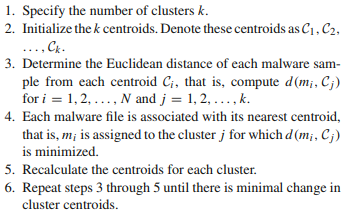 1. Specify the number of clusters k.
2. Initialize the k centroids. Denote these centroids as C₁, C₂,
…, Cₖ.
3. Determine the Euclidean distance of each malware sam-
ple from each centroid Cᵢ, that is, compute d(mᵢ, Cⱼ)
for i = 1, 2, …, N and j = 1, 2, …, k.
4. Each malware file is associated with its nearest centroid,
that is, mᵢ is assigned to the cluster j for which d(mᵢ, Cⱼ)
is minimized.
5. Recalculate the centroids for each cluster.
6. Repeat steps 3 through 5 until there is minimal change in
cluster centroids.